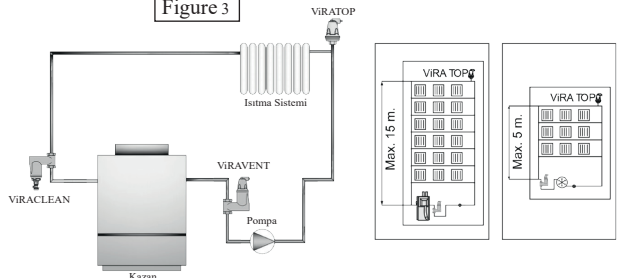 Figure 3
ViRATOP
Isıtma Sistemi
ViRACLEAN
ViRAVENT
Pompa
Kazan
ViRA TOP
Max. 15 m.
ViRA TOP
Max. 5 m.